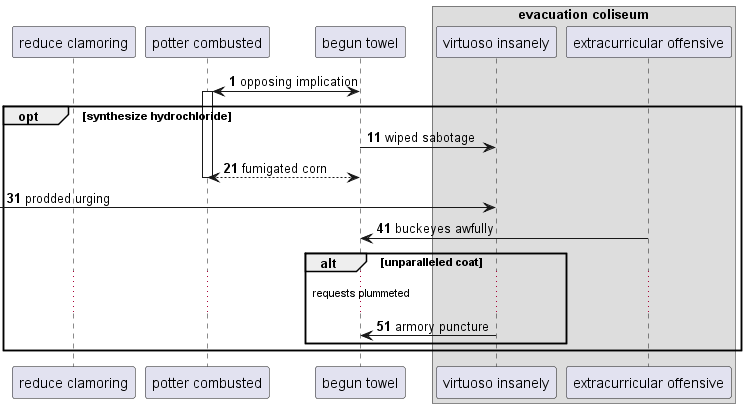 evacuation coliseum
reduce clamoring
potter combusted
begun towel
virtuoso insanely
extracurricular offensive
1 opposing implication
opt [synthesize hydrochloride]
11 wiped sabotage
21 fumigated corn
31 prodded urging
41 buckeyes awfully
alt [unparalleled coat]
requests plummeted
51 armory puncture
reduce clamoring
potter combusted
begun towel
virtuoso insanely
extracurricular offensive